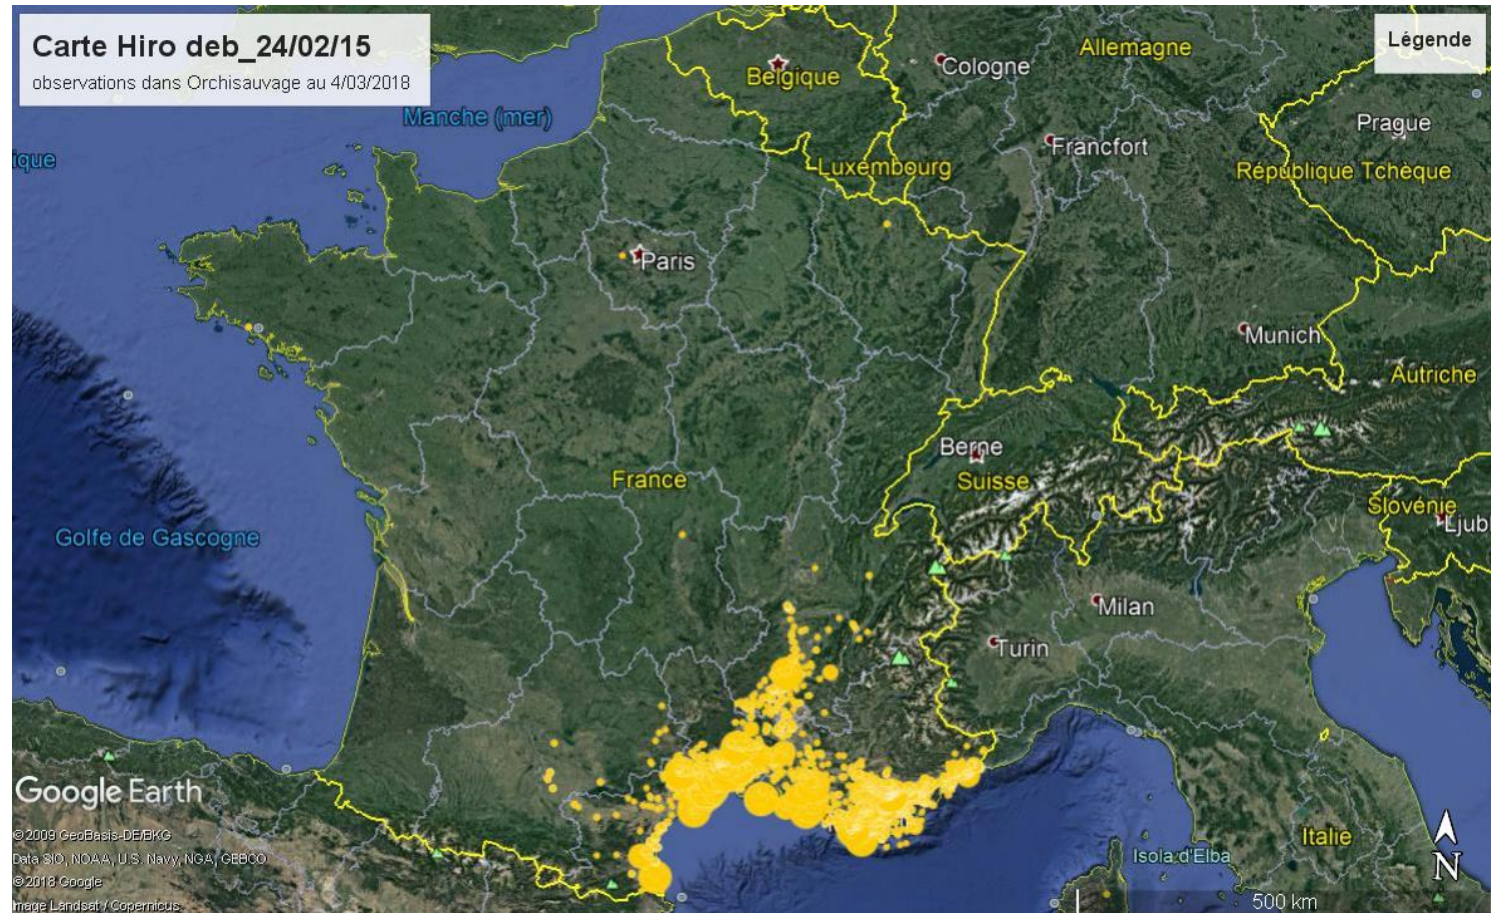 Carte Hiro deb_24/02/15
observations dans Orchisauvage au 4/03/2018
Légende
Belgique
Cologne
Allemagne
Manche (mer)
Prague
Francfort
ique
Luxembourg
République Tchèque
Paris
Munich
Autriche
Berne
Suisse
France
Slovénie
Ljubl
Golfe de Gascogne
Milan
Turin
Google Earth
©2009 GeoBasis-DE/BKG
Data SIO, NOAA, U.S. Navy, NGA, GEBCO
©2018 Google
Image Landsat / Copernicus
Italie
Isola d'Elba
N
500 km